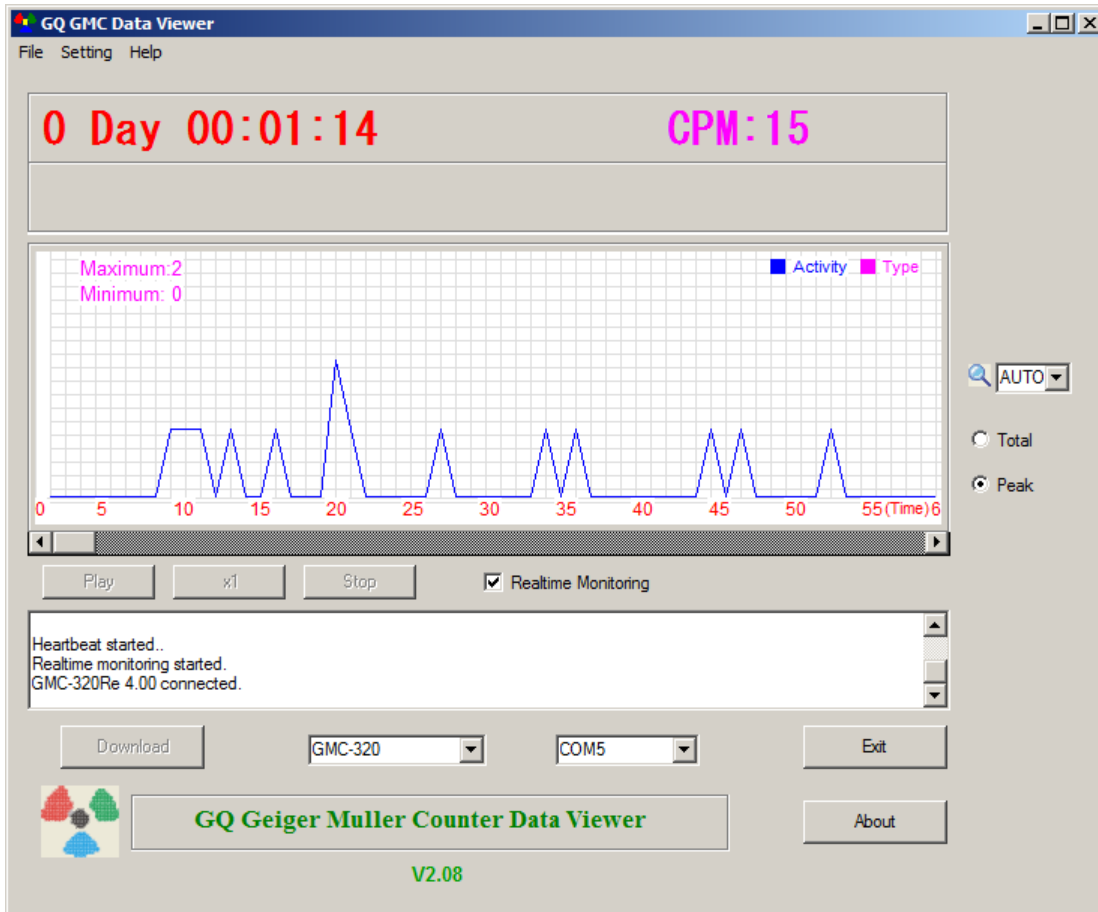 GQ GMC Data Viewer
File Setting Help
0 Day 00:01:14 CPM:15
Maximum:2
Minimum: 0
Activity Type
AUTO
Total
Peak
0 5 10 15 20 25 30 35 40 45 50 55 (Time) 6
Play x1 Stop Realtime Monitoring
Heartbeat started..
Realtime monitoring started.
GMC-320Re 4.00 connected.
Download GMC-320 COM5 Exit
GQ Geiger Muller Counter Data Viewer
About
V2.08